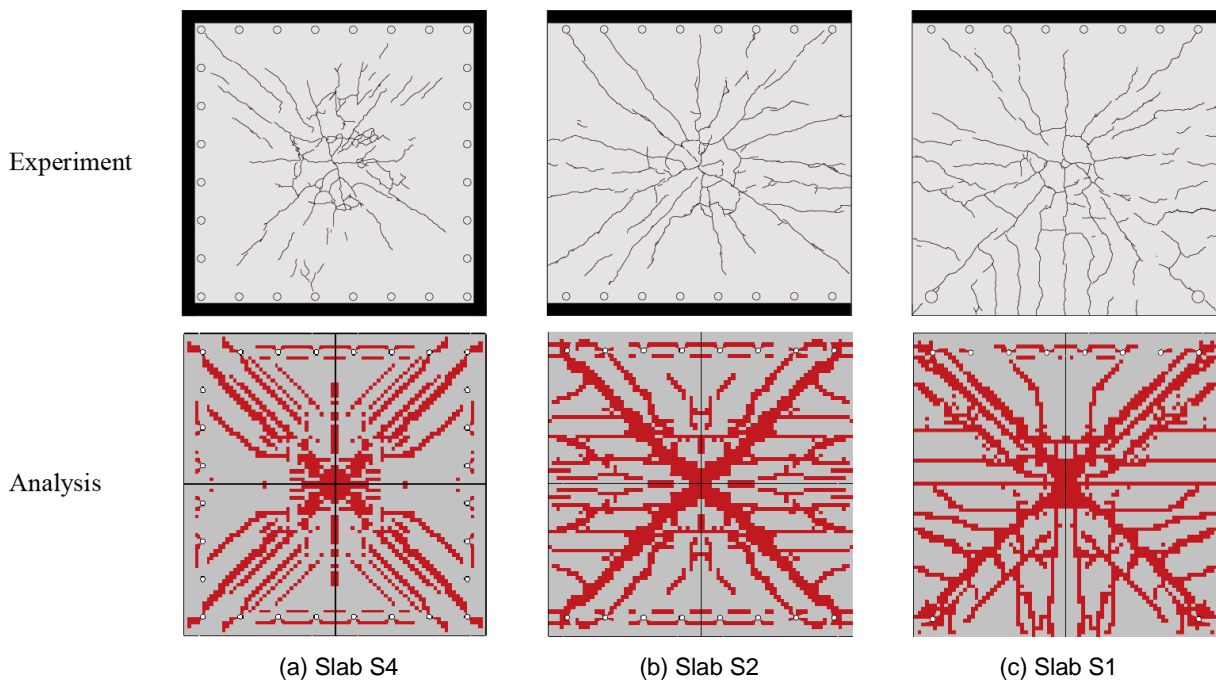 Experiment
Analysis
(a) Slab S4
(b) Slab S2
(c) Slab S1